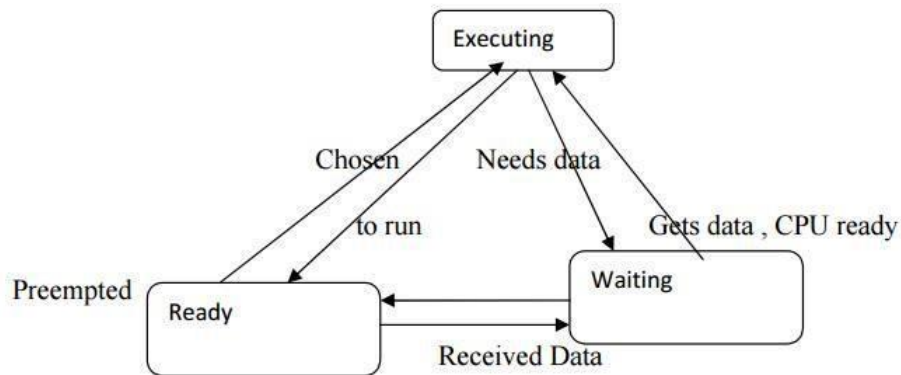 Executing
Chosen
Needs data
to run
Gets data , CPU ready
Preempted
Ready
Waiting
Received Data